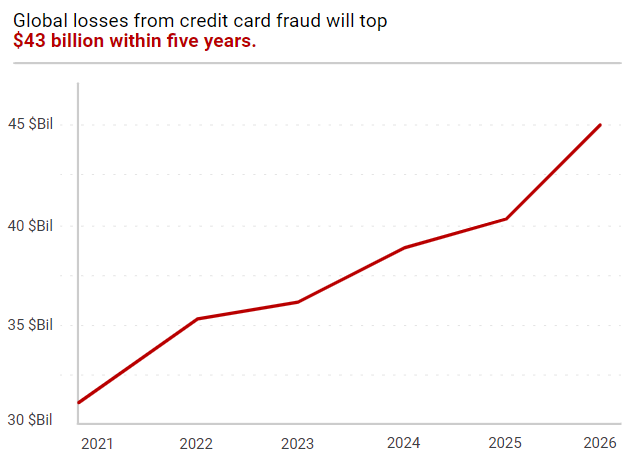 Global losses from credit card fraud will top
$43 billion within five years.
45 $Bil
40 $Bil
35 $Bil
30 $Bil
2021 2022 2023 2024 2025 2026